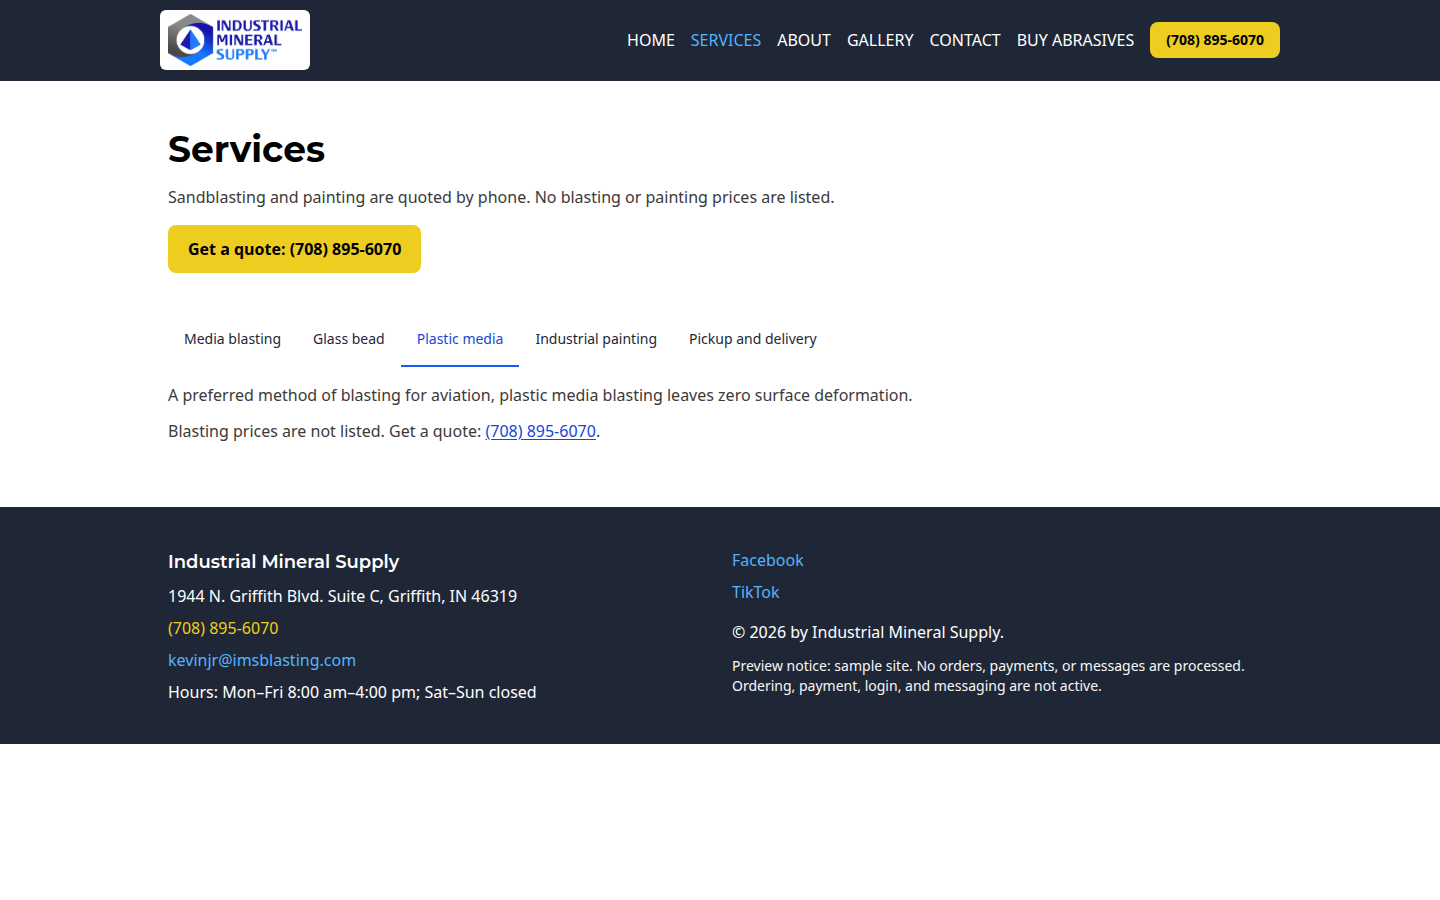 INDUSTRIAL
MINERAL
SUPPLY™
HOME SERVICES ABOUT GALLERY CONTACT BUY ABRASIVES (708) 895-6070
Services
Sandblasting and painting are quoted by phone. No blasting or painting prices are listed.
Get a quote: (708) 895-6070
Media blasting Glass bead Plastic media Industrial painting Pickup and delivery
A preferred method of blasting for aviation, plastic media blasting leaves zero surface deformation.
Blasting prices are not listed. Get a quote: (708) 895-6070.
Industrial Mineral Supply
1944 N. Griffith Blvd. Suite C, Griffith, IN 46319
(708) 895-6070
kevinjr@imsblasting.com
Hours: Mon–Fri 8:00 am–4:00 pm; Sat–Sun closed
Facebook
TikTok
© 2026 by Industrial Mineral Supply.
Preview notice: sample site. No orders, payments, or messages are processed.
Ordering, payment, login, and messaging are not active.